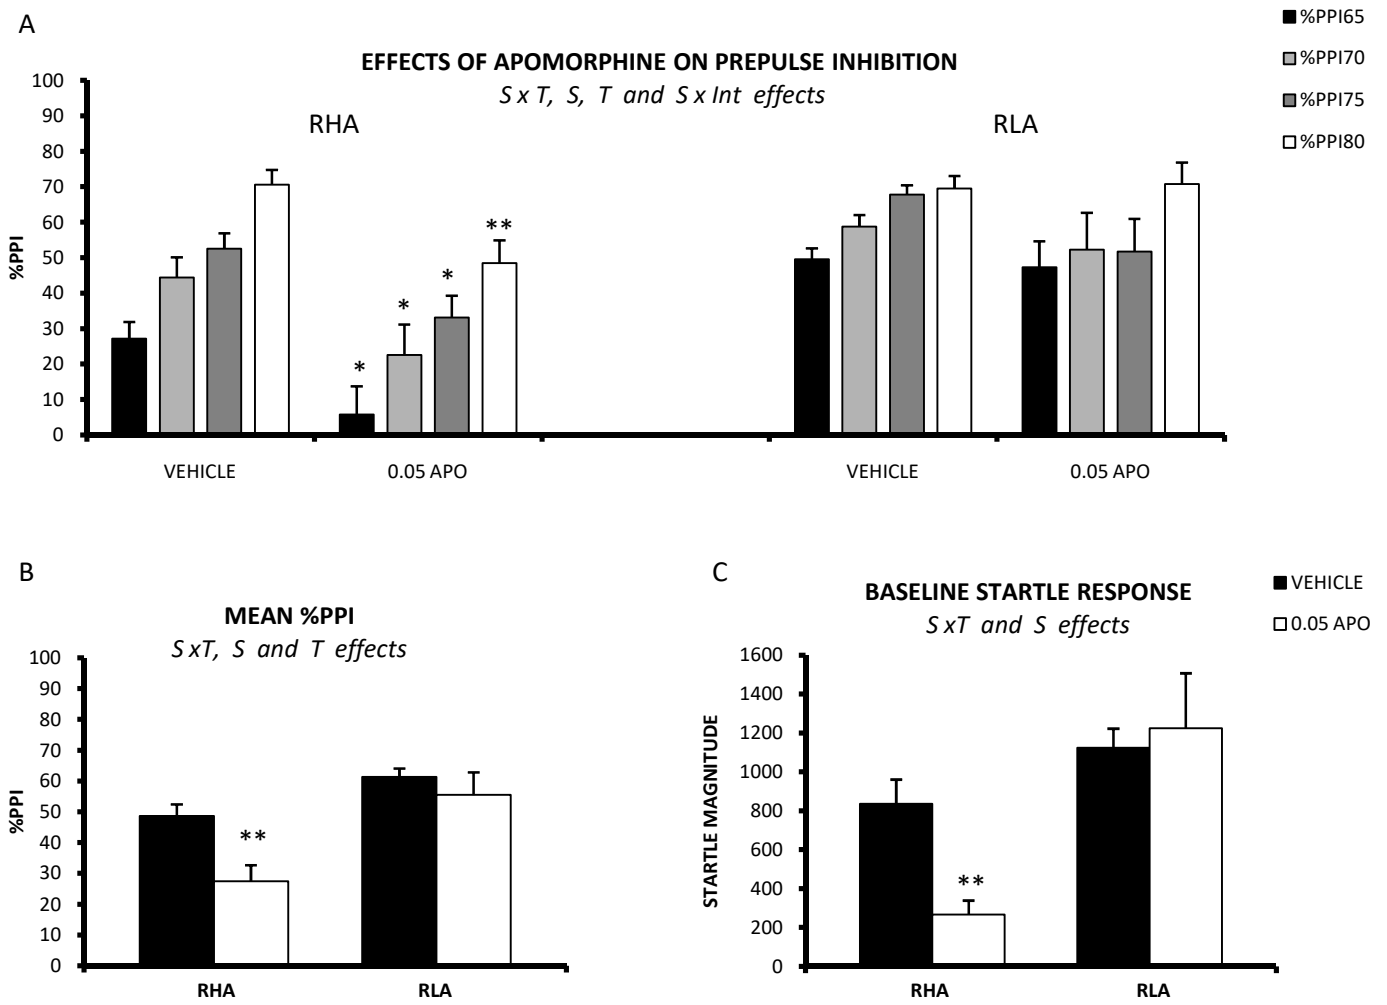 A
%PPI65
%PPI70
%PPI75
%PPI80
EFFECTS OF APOMORPHINE ON PREPULSE INHIBITION
S x T, S, T and S x Int effects
RHA
RLA
100
90
80
70
60
50
40
30
20
10
0
%PPI
*
*
*
**
VEHICLE
0.05 APO
VEHICLE
0.05 APO
B
MEAN %PPI
S xT, S and T effects
100
90
80
70
60
50
40
30
20
10
0
%PPI
**
RHA
RLA
C
BASELINE STARTLE RESPONSE
S xT and S effects
VEHICLE
0.05 APO
1600
1400
1200
1000
800
600
400
200
0
STARTLE MAGNITUDE
**
RHA
RLA